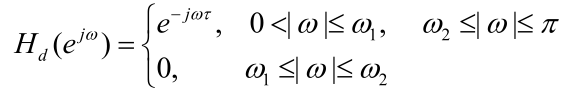 H_d(e^{jω}) = { e^{-jωτ}, 0 <| ω |≤ ω₁, ω₂ ≤| ω |≤ π
0, ω₁ ≤| ω |≤ ω₂